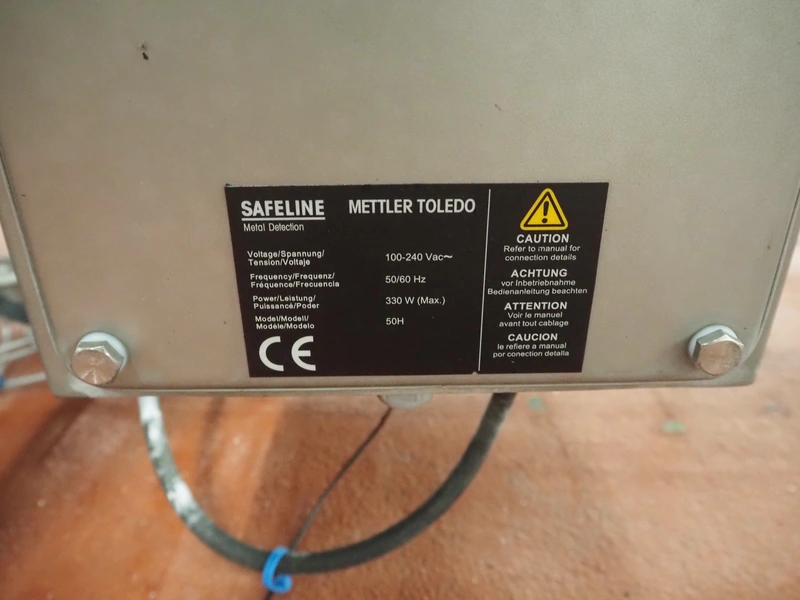 SAFELINE METTLER TOLEDO
Metal Detection
Voltage/Spannung/
Tension/Voltaje
100-240 Vac~
Frequency/Frequenz/
Fréquence/Frecuencia
50/60 Hz
Power/Leistung/
Puissancé/Poder
330 W (Max.)
Model/Modell/
Modèle/Modelo
50H
CE
CAUTION
Refer to manual for
connection details
ACHTUNG
vor Inbetriebnahme
Bedienanleitung beachten
ATTENTION
Voir le manuel
avant tout cablage
CAUCION
le refiere a manual
por conection detalla